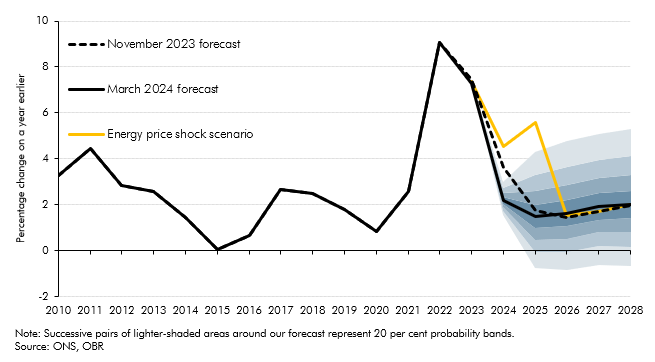 10
8
6
4
2
0
-2
Percentage change on a year earlier
November 2023 forecast
March 2024 forecast
Energy price shock scenario
2010 2011 2012 2013 2014 2015 2016 2017 2018 2019 2020 2021 2022 2023 2024 2025 2026 2027 2028
Note: Successive pairs of lighter-shaded areas around our forecast represent 20 per cent probability bands.
Source: ONS, OBR